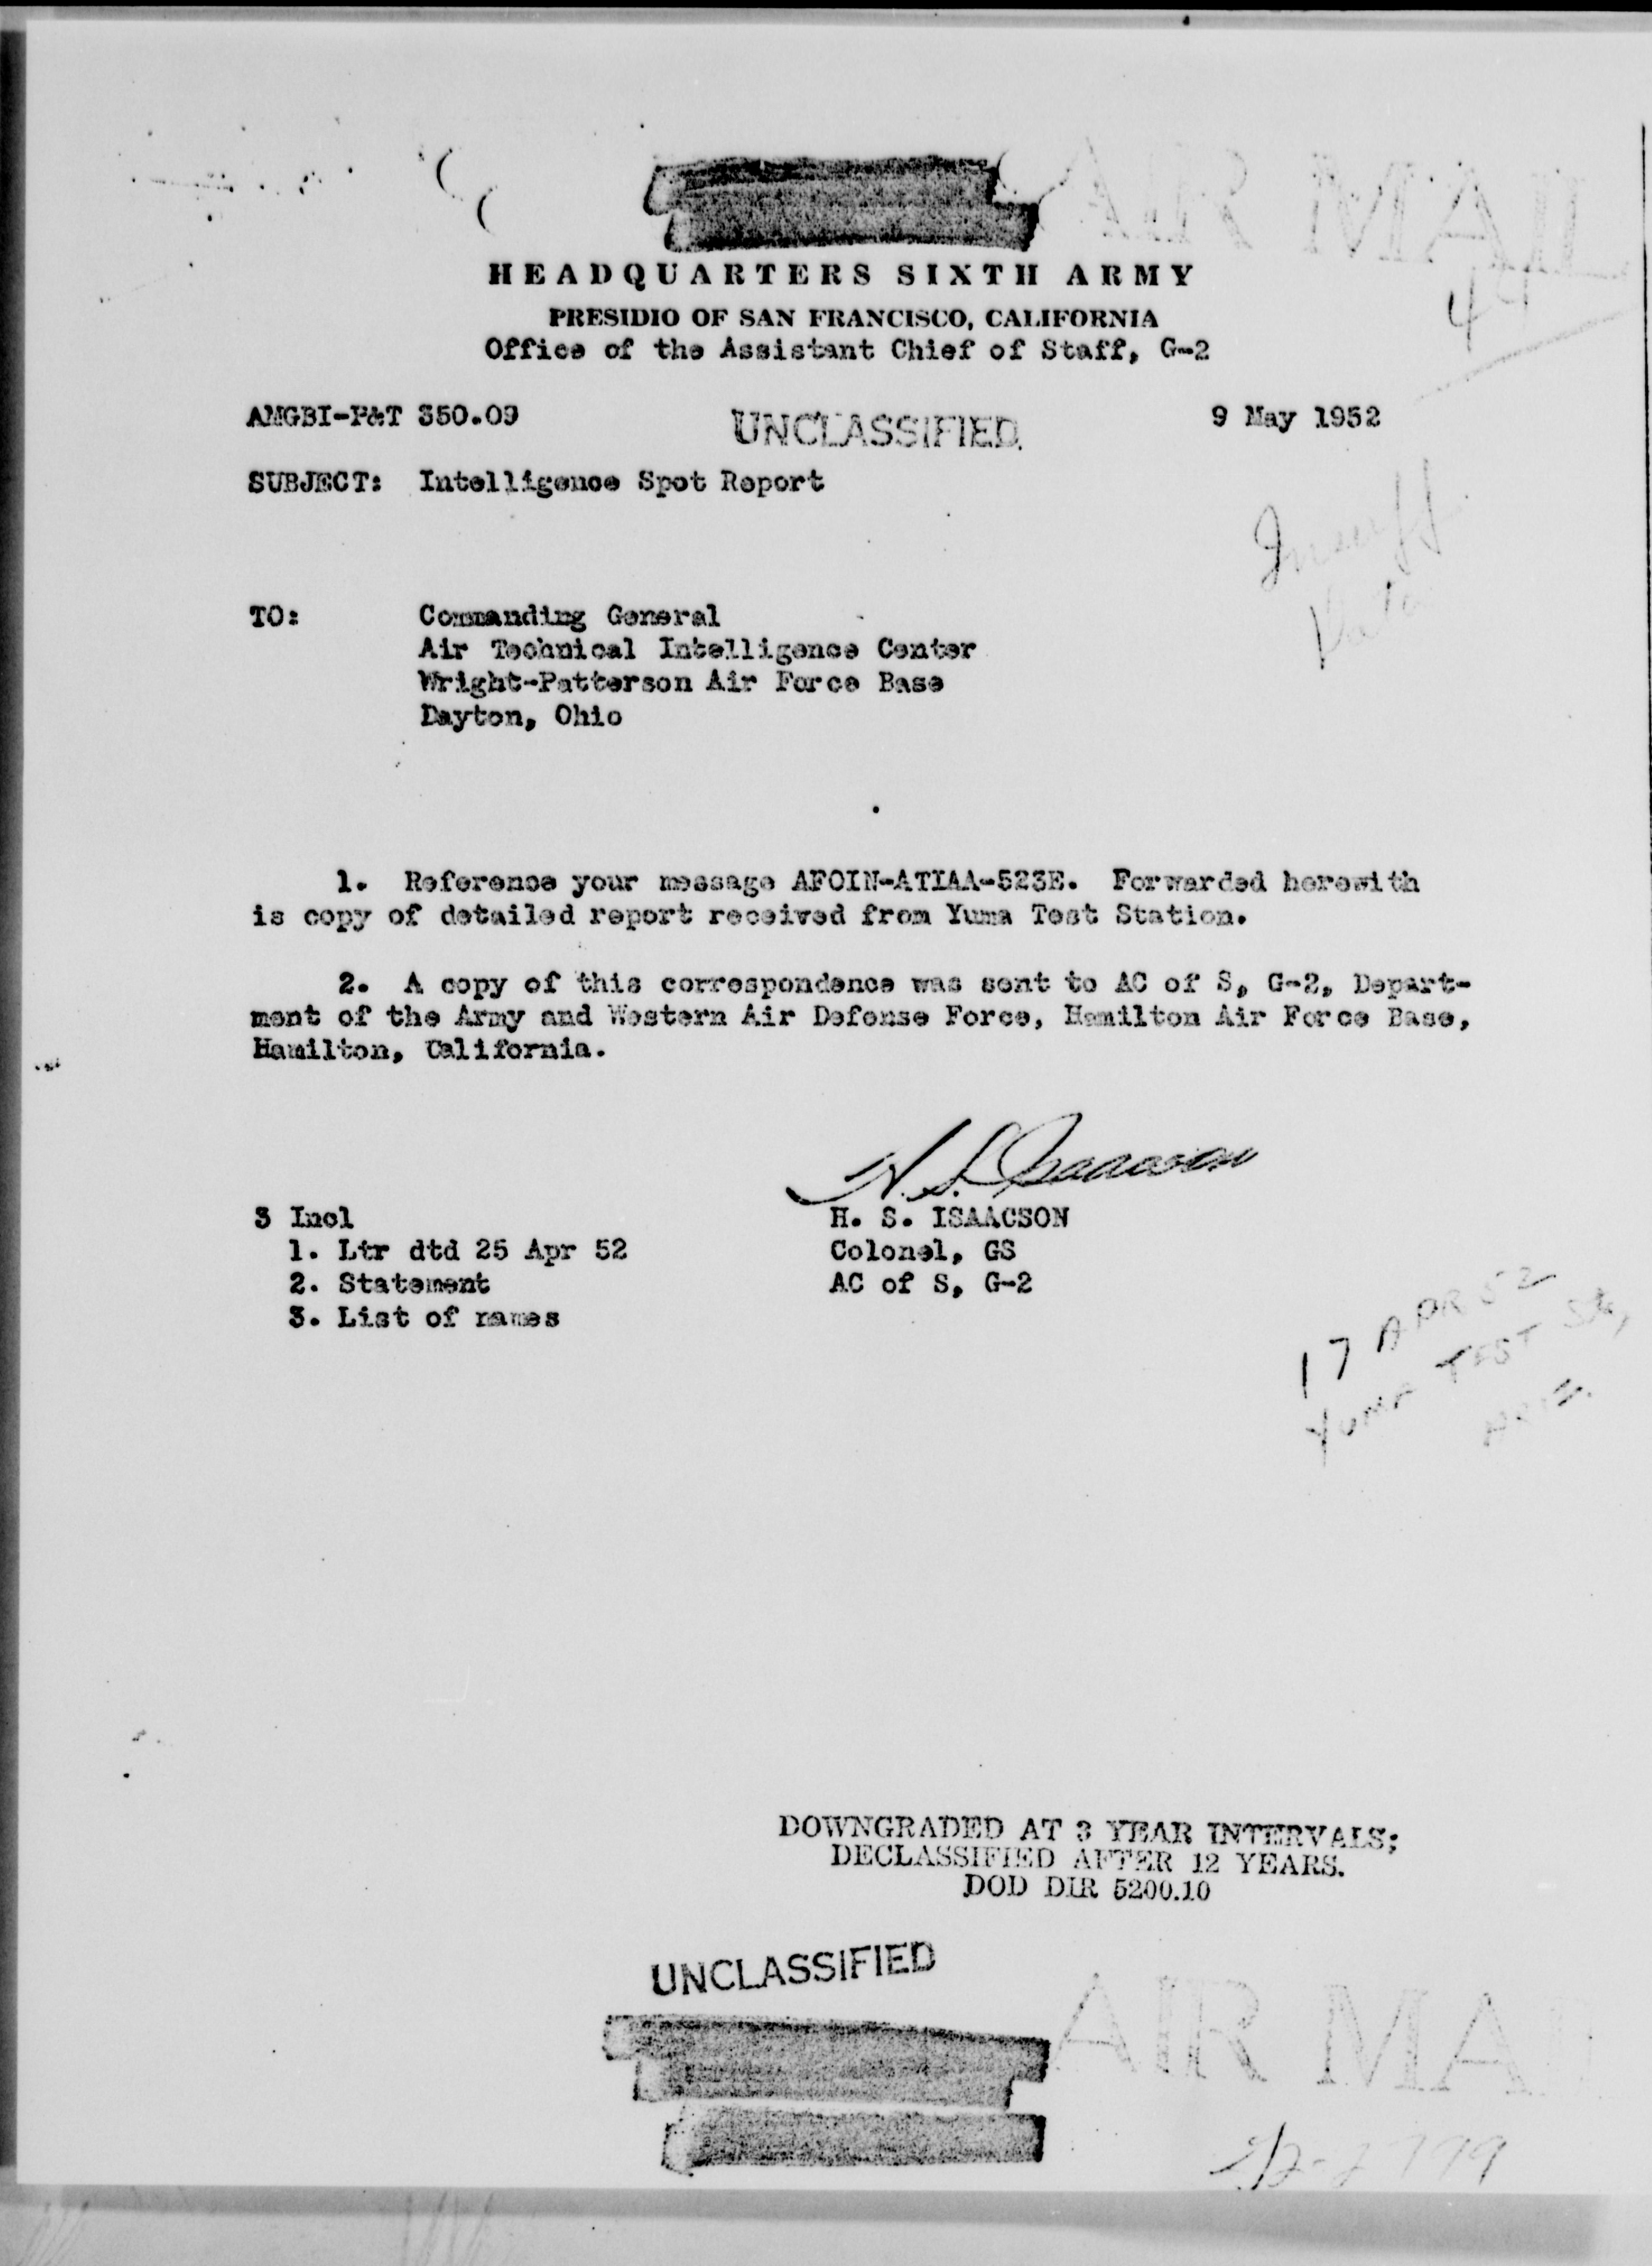 AIR MAIL
HEADQUARTERS SIXTH ARMY
PRESIDIO OF SAN FRANCISCO, CALIFORNIA
Office of the Assistant Chief of Staff, G-2
49
AMGBI-P&T 350.09
UNCLASSIFIED
9 May 1952
SUBJECT: Intelligence Spot Report
TO: Commanding General
Air Technical Intelligence Center
Wright-Patterson Air Force Base
Dayton, Ohio
1. Reference your message AFOIN-ATIAA-523E. Forwarded herewith
is copy of detailed report received from Yuma Test Station.
2. A copy of this correspondence was sent to AC of S, G-2, Depart-
ment of the Army and Western Air Defense Force, Hamilton Air Force Base,
Hamilton, California.
H. S. Isaacson
3 Incl
1. Ltr dtd 25 Apr 52
2. Statement
3. List of names
H. S. ISAACSON
Colonel, GS
AC of S, G-2
17 APR 52
YUMA TEST STA,
ARIZ.
DOWNGRADED AT 3 YEAR INTERVALS;
DECLASSIFIED AFTER 12 YEARS.
DOD DIR 5200.10
UNCLASSIFIED
AIR MAI